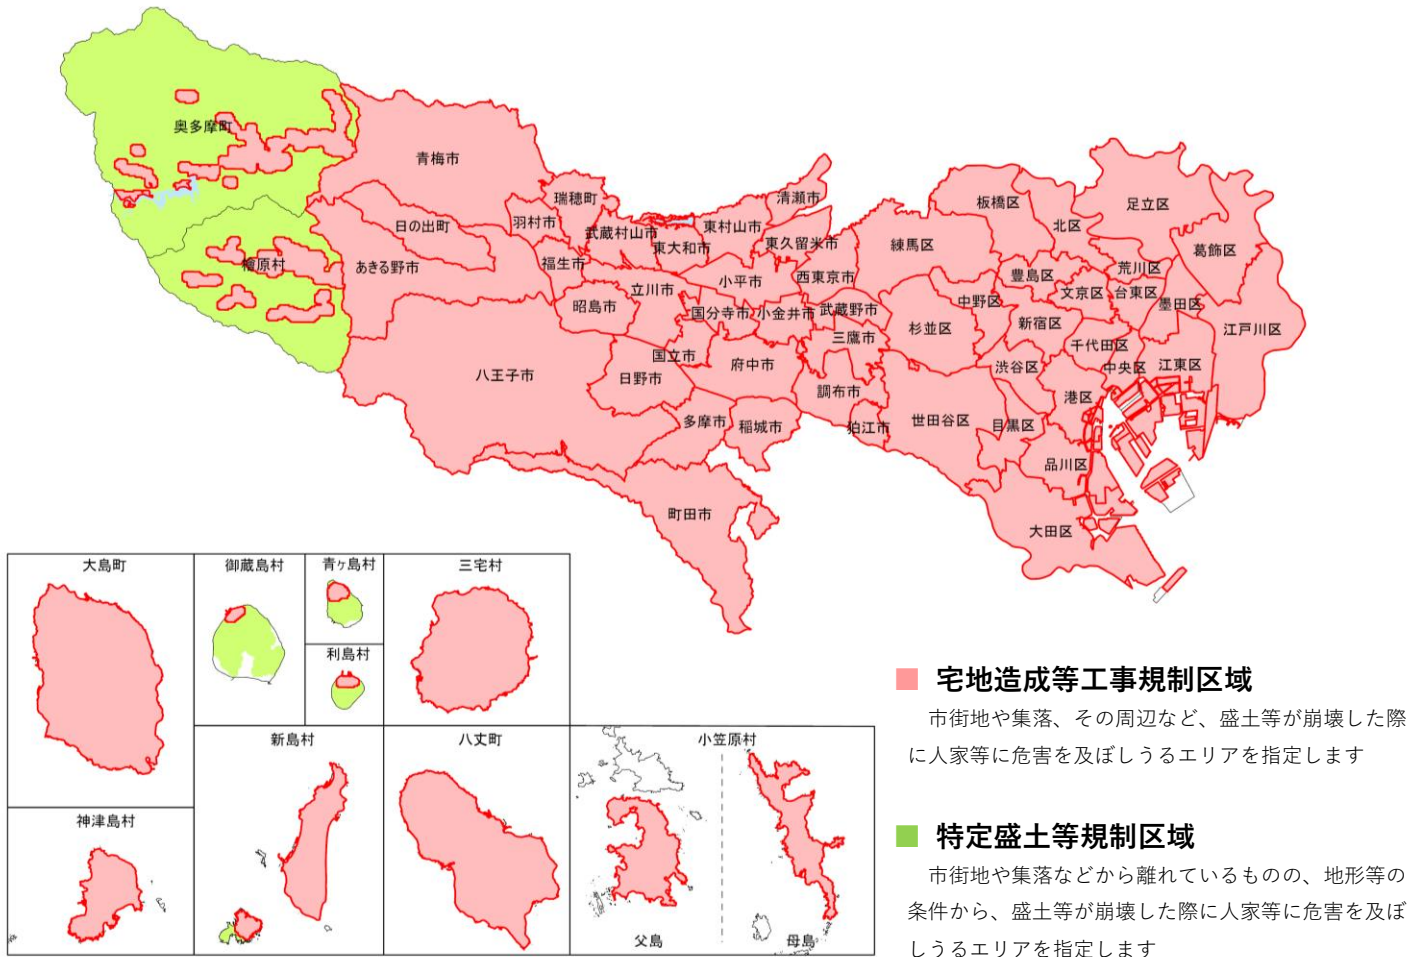 奥多摩町
青梅市
檜原村
日の出町
あきる野市
羽村市
瑞穂町
福生市
武蔵村山市
東大和市
東村山市
清瀬市
東久留米市
昭島市
立川市
小平市
西東京市
国分寺市
小金井市
武蔵野市
三鷹市
八王子市
日野市
国立市
府中市
調布市
多摩市
稲城市
狛江市
町田市
練馬区
板橋区
北区
足立区
葛飾区
荒川区
豊島区
文京区
台東区
墨田区
江戸川区
中野区
杉並区
新宿区
千代田区
中央区
江東区
渋谷区
港区
世田谷区
目黒区
品川区
大田区
大島町
御蔵島村
青ヶ島村
三宅村
利島村
神津島村
新島村
八丈町
小笠原村
父島
母島
宅地造成等工事規制区域
市街地や集落、その周辺など、盛土等が崩壊した際
に人家等に危害を及ぼしうるエリアを指定します
特定盛土等規制区域
市街地や集落などから離れているものの、地形等の
条件から、盛土等が崩壊した際に人家等に危害を及ぼ
しうるエリアを指定します